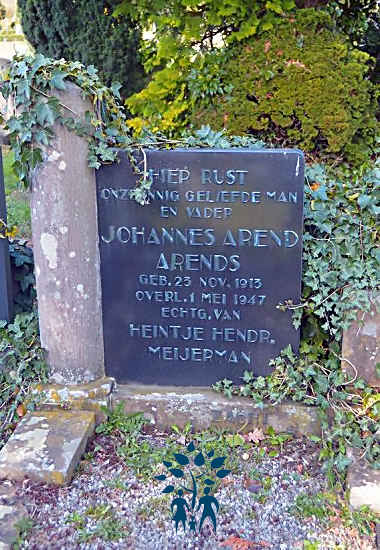 HIER RUST
ONZE INNIG GELIEFDE MAN
EN VADER
JOHANNES AREND
ARENDS
GEB. 23 NOV. 1913
OVERL. 1 MEI 1947
ECHTG. VAN
HEINTJE HENDR.
MEIJERMAN